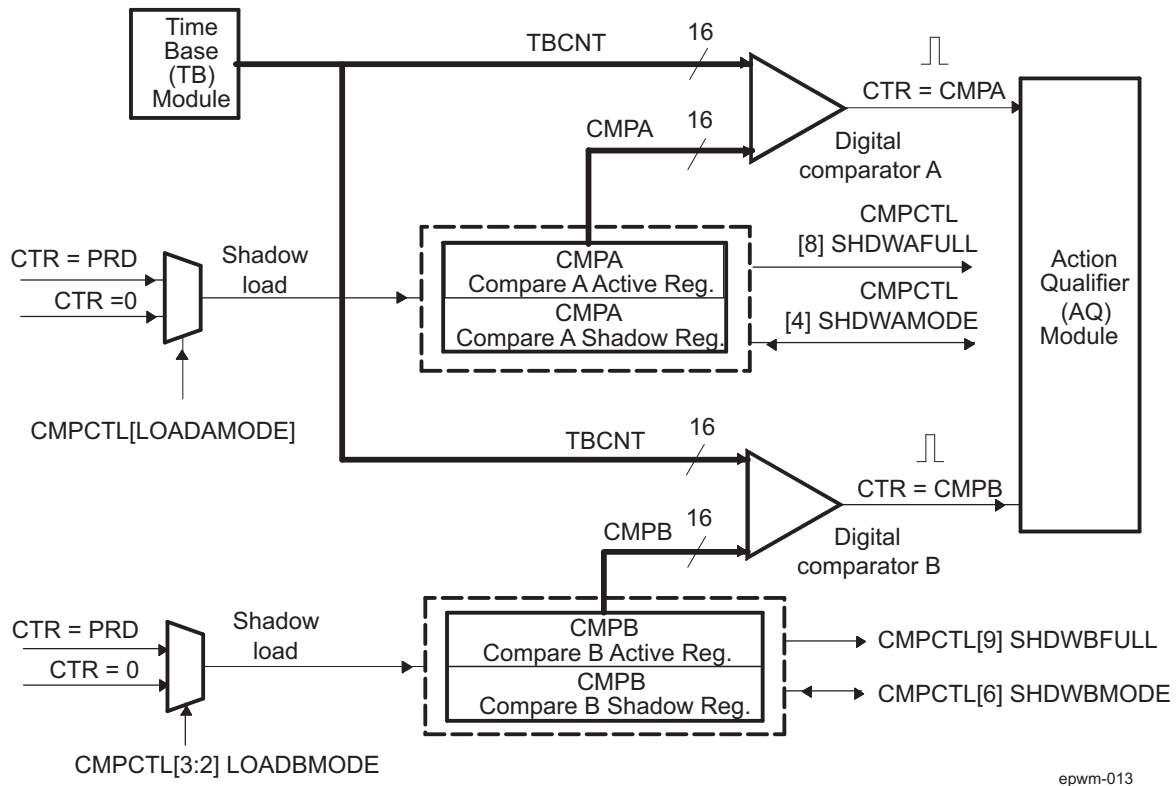 Time
Base
(TB)
Module
TBCNT
16
CTR = CMPA
CMPA
16
Digital
comparator A
CTR = PRD
CTR =0
Shadow
load
CMPCTL[LOADAMODE]
CMPA
Compare A Active Reg.
CMPA
Compare A Shadow Reg.
CMPCTL
[8] SHDWAFULL
CMPCTL
[4] SHDWAMODE
Action
Qualifier
(AQ)
Module
TBCNT
16
CTR = CMPB
CMPB
16
Digital
comparator B
CTR = PRD
CTR = 0
Shadow
load
CMPCTL[3:2] LOADBMODE
CMPB
Compare B Active Reg.
CMPB
Compare B Shadow Reg.
CMPCTL[9] SHDWBFULL
CMPCTL[6] SHDWBMODE
epwm-013